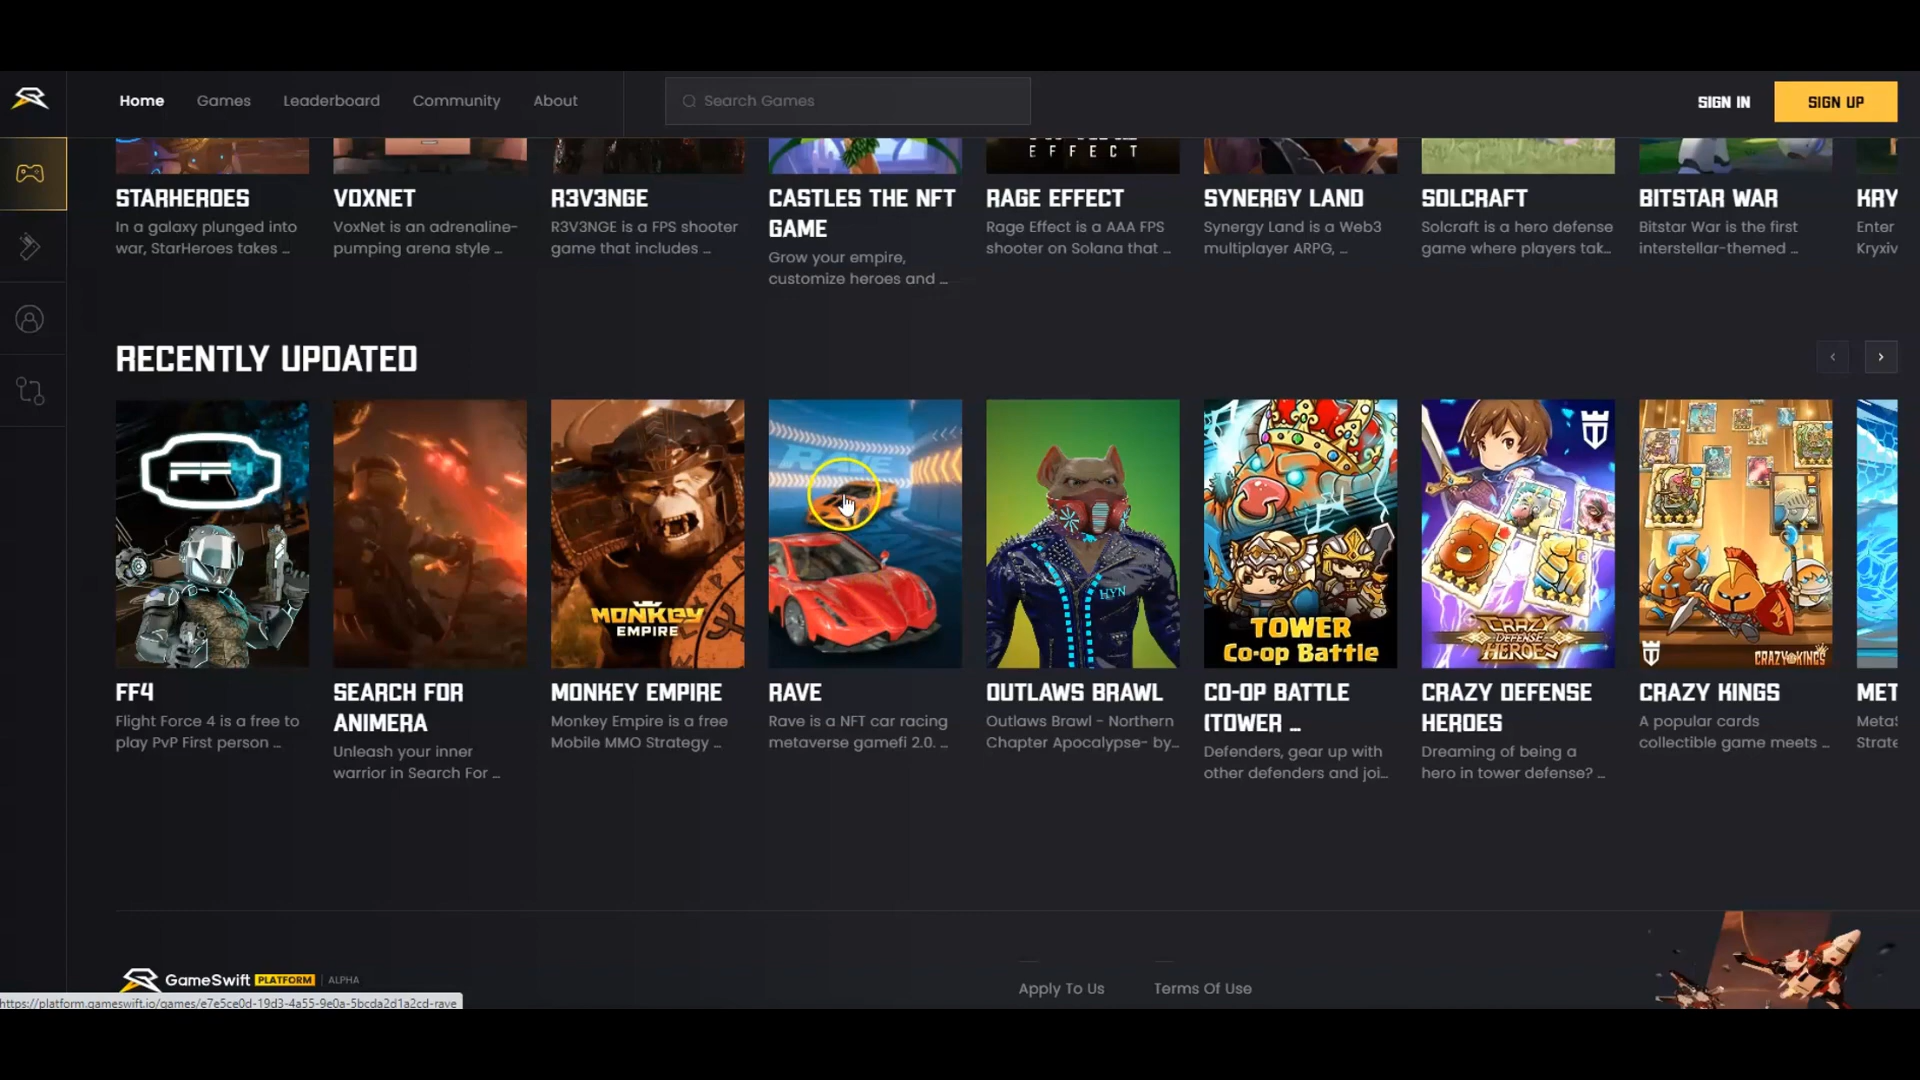 Home Games Leaderboard Community About Search Games SIGN IN SIGN UP
EFFECT
STARHEROES
In a galaxy plunged into
war, StarHeroes takes ...
VOXNET
VoxNet is an adrenaline-
pumping arena style ...
R3V3NGE
R3V3NGE is a FPS shooter
game that includes ...
CASTLES THE NFT
GAME
Grow your empire,
customize heroes and ...
RAGE EFFECT
Rage Effect is a AAA FPS
shooter on Solana that ...
SYNERGY LAND
Synergy Land is a Web3
multiplayer ARPG, ...
SOLCRAFT
Solcraft is a hero defense
game where players tak...
BITSTAR WAR
Bitstar War is the first
interstellar-themed ...
KRY
Enter
Kryxiv
RECENTLY UPDATED
FF4
MONKEY
EMPIRE
RAVE
HYN
TOWER
Co-op Battle
CRAZY
DEFENSE
HEROES
CRAZY KINGS
FF4
Flight Force 4 is a free to
play PvP First person ...
SEARCH FOR
ANIMERA
Unleash your inner
warrior in Search For ...
MONKEY EMPIRE
Monkey Empire is a free
Mobile MMO Strategy ...
RAVE
Rave is a NFT car racing
metaverse gamefi 2.0. ...
OUTLAWS BRAWL
Outlaws Brawl - Northern
Chapter Apocalypse- by...
CO-OP BATTLE
(TOWER ...
Defenders, gear up with
other defenders and joi...
CRAZY DEFENSE
HEROES
Dreaming of being a
hero in tower defense? ...
CRAZY KINGS
A popular cards
collectible game meets ...
MET
MetaS
Strate
GameSwift PLATFORM | ALPHA
Apply To Us Terms Of Use
https://platform.gameswift.io/games/e7e5ce0d-19d3-4a55-9e0a-5bcda2d1a2cd-rave